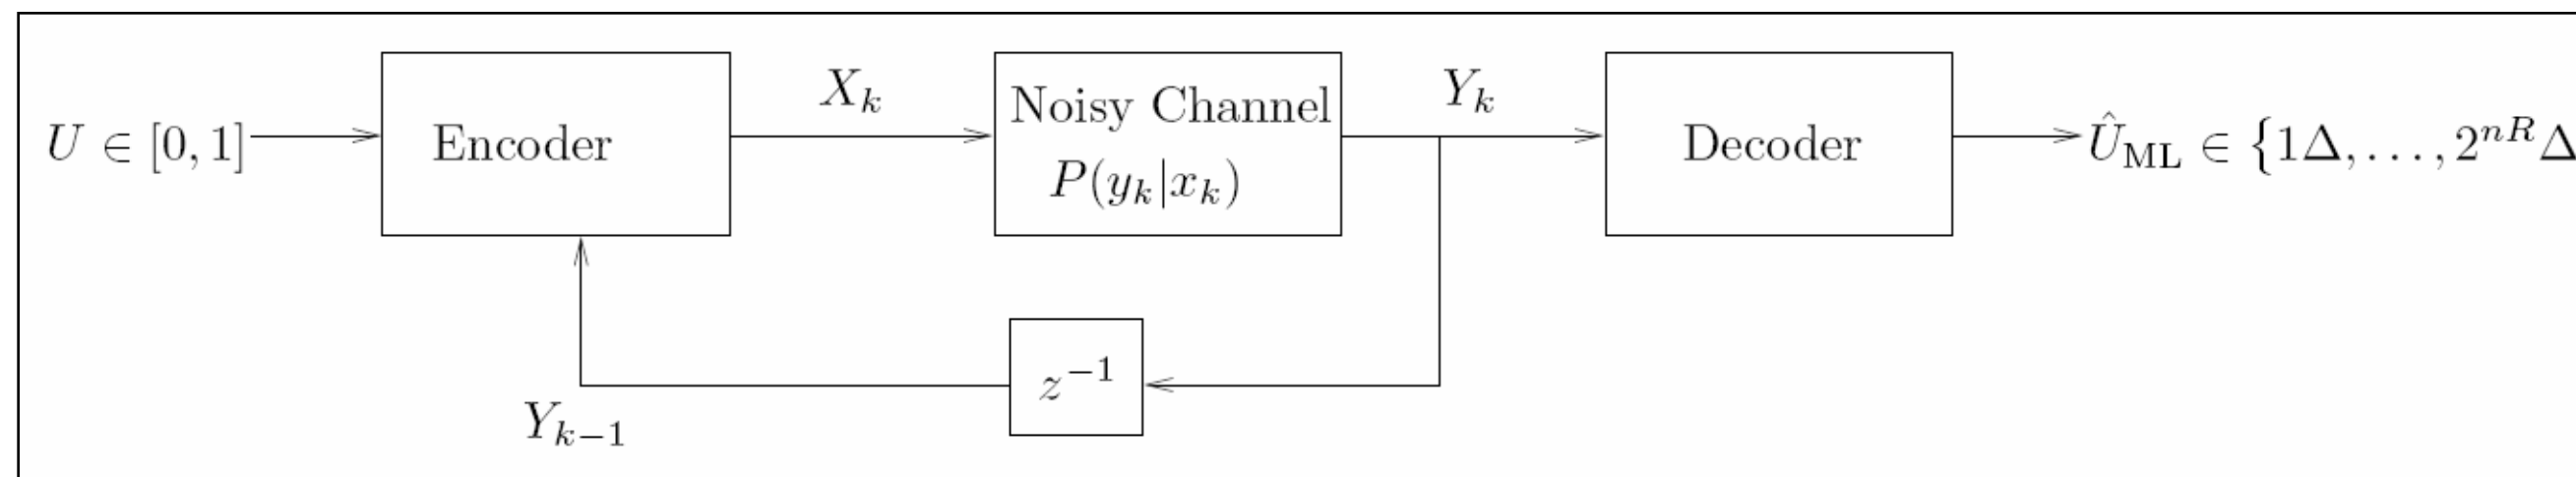 U ∈ [0, 1]
Encoder
X_k
Noisy Channel
P(y_k|x_k)
Y_k
Decoder
Û_ML ∈ {1Δ, . . . , 2^{nR}Δ
z^{−1}
Y_{k−1}